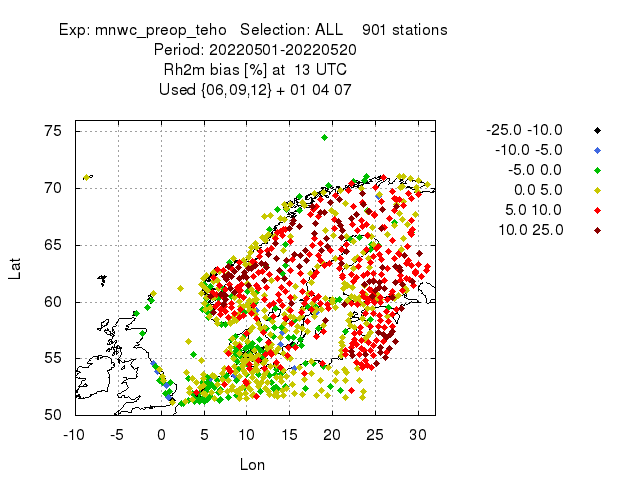 Exp: mnwc_preop_teho Selection: ALL 901 stations
Period: 20220501-20220520
Rh2m bias [%] at 13 UTC
Used {06,09,12} + 01 04 07
-25.0 -10.0
-10.0 -5.0
-5.0 0.0
0.0 5.0
5.0 10.0
10.0 25.0
75
70
65
60
55
50
Lat
-10 -5 0 5 10 15 20 25 30
Lon